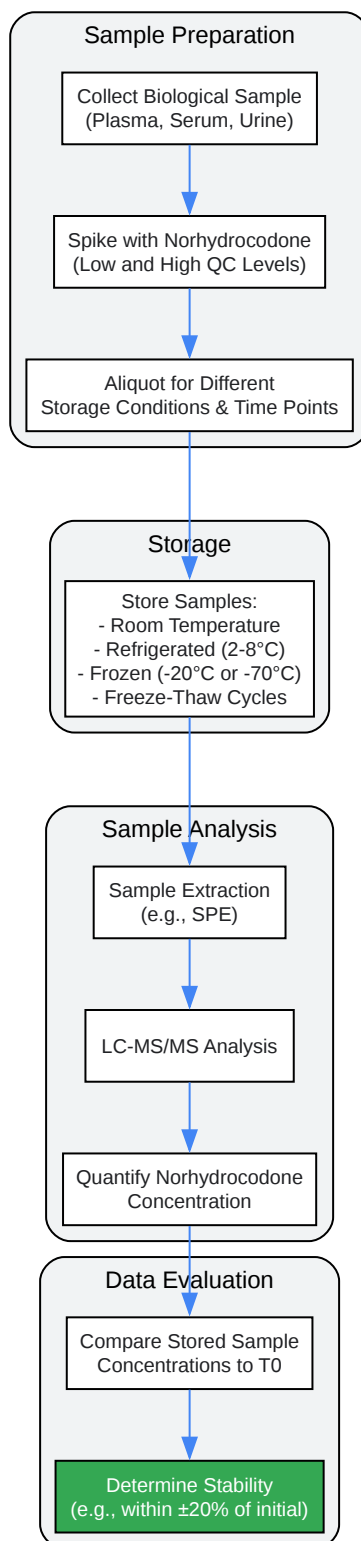 Sample Preparation
Collect Biological Sample
(Plasma, Serum, Urine)
Spike with Norhydrocodone
(Low and High QC Levels)
Aliquot for Different
Storage Conditions & Time Points
Storage
Store Samples:
- Room Temperature
- Refrigerated (2-8°C)
- Frozen (-20°C or -70°C)
- Freeze-Thaw Cycles
Sample Analysis
Sample Extraction
(e.g., SPE)
LC-MS/MS Analysis
Quantify Norhydrocodone
Concentration
Data Evaluation
Compare Stored Sample
Concentrations to T0
Determine Stability
(e.g., within ±20% of initial)